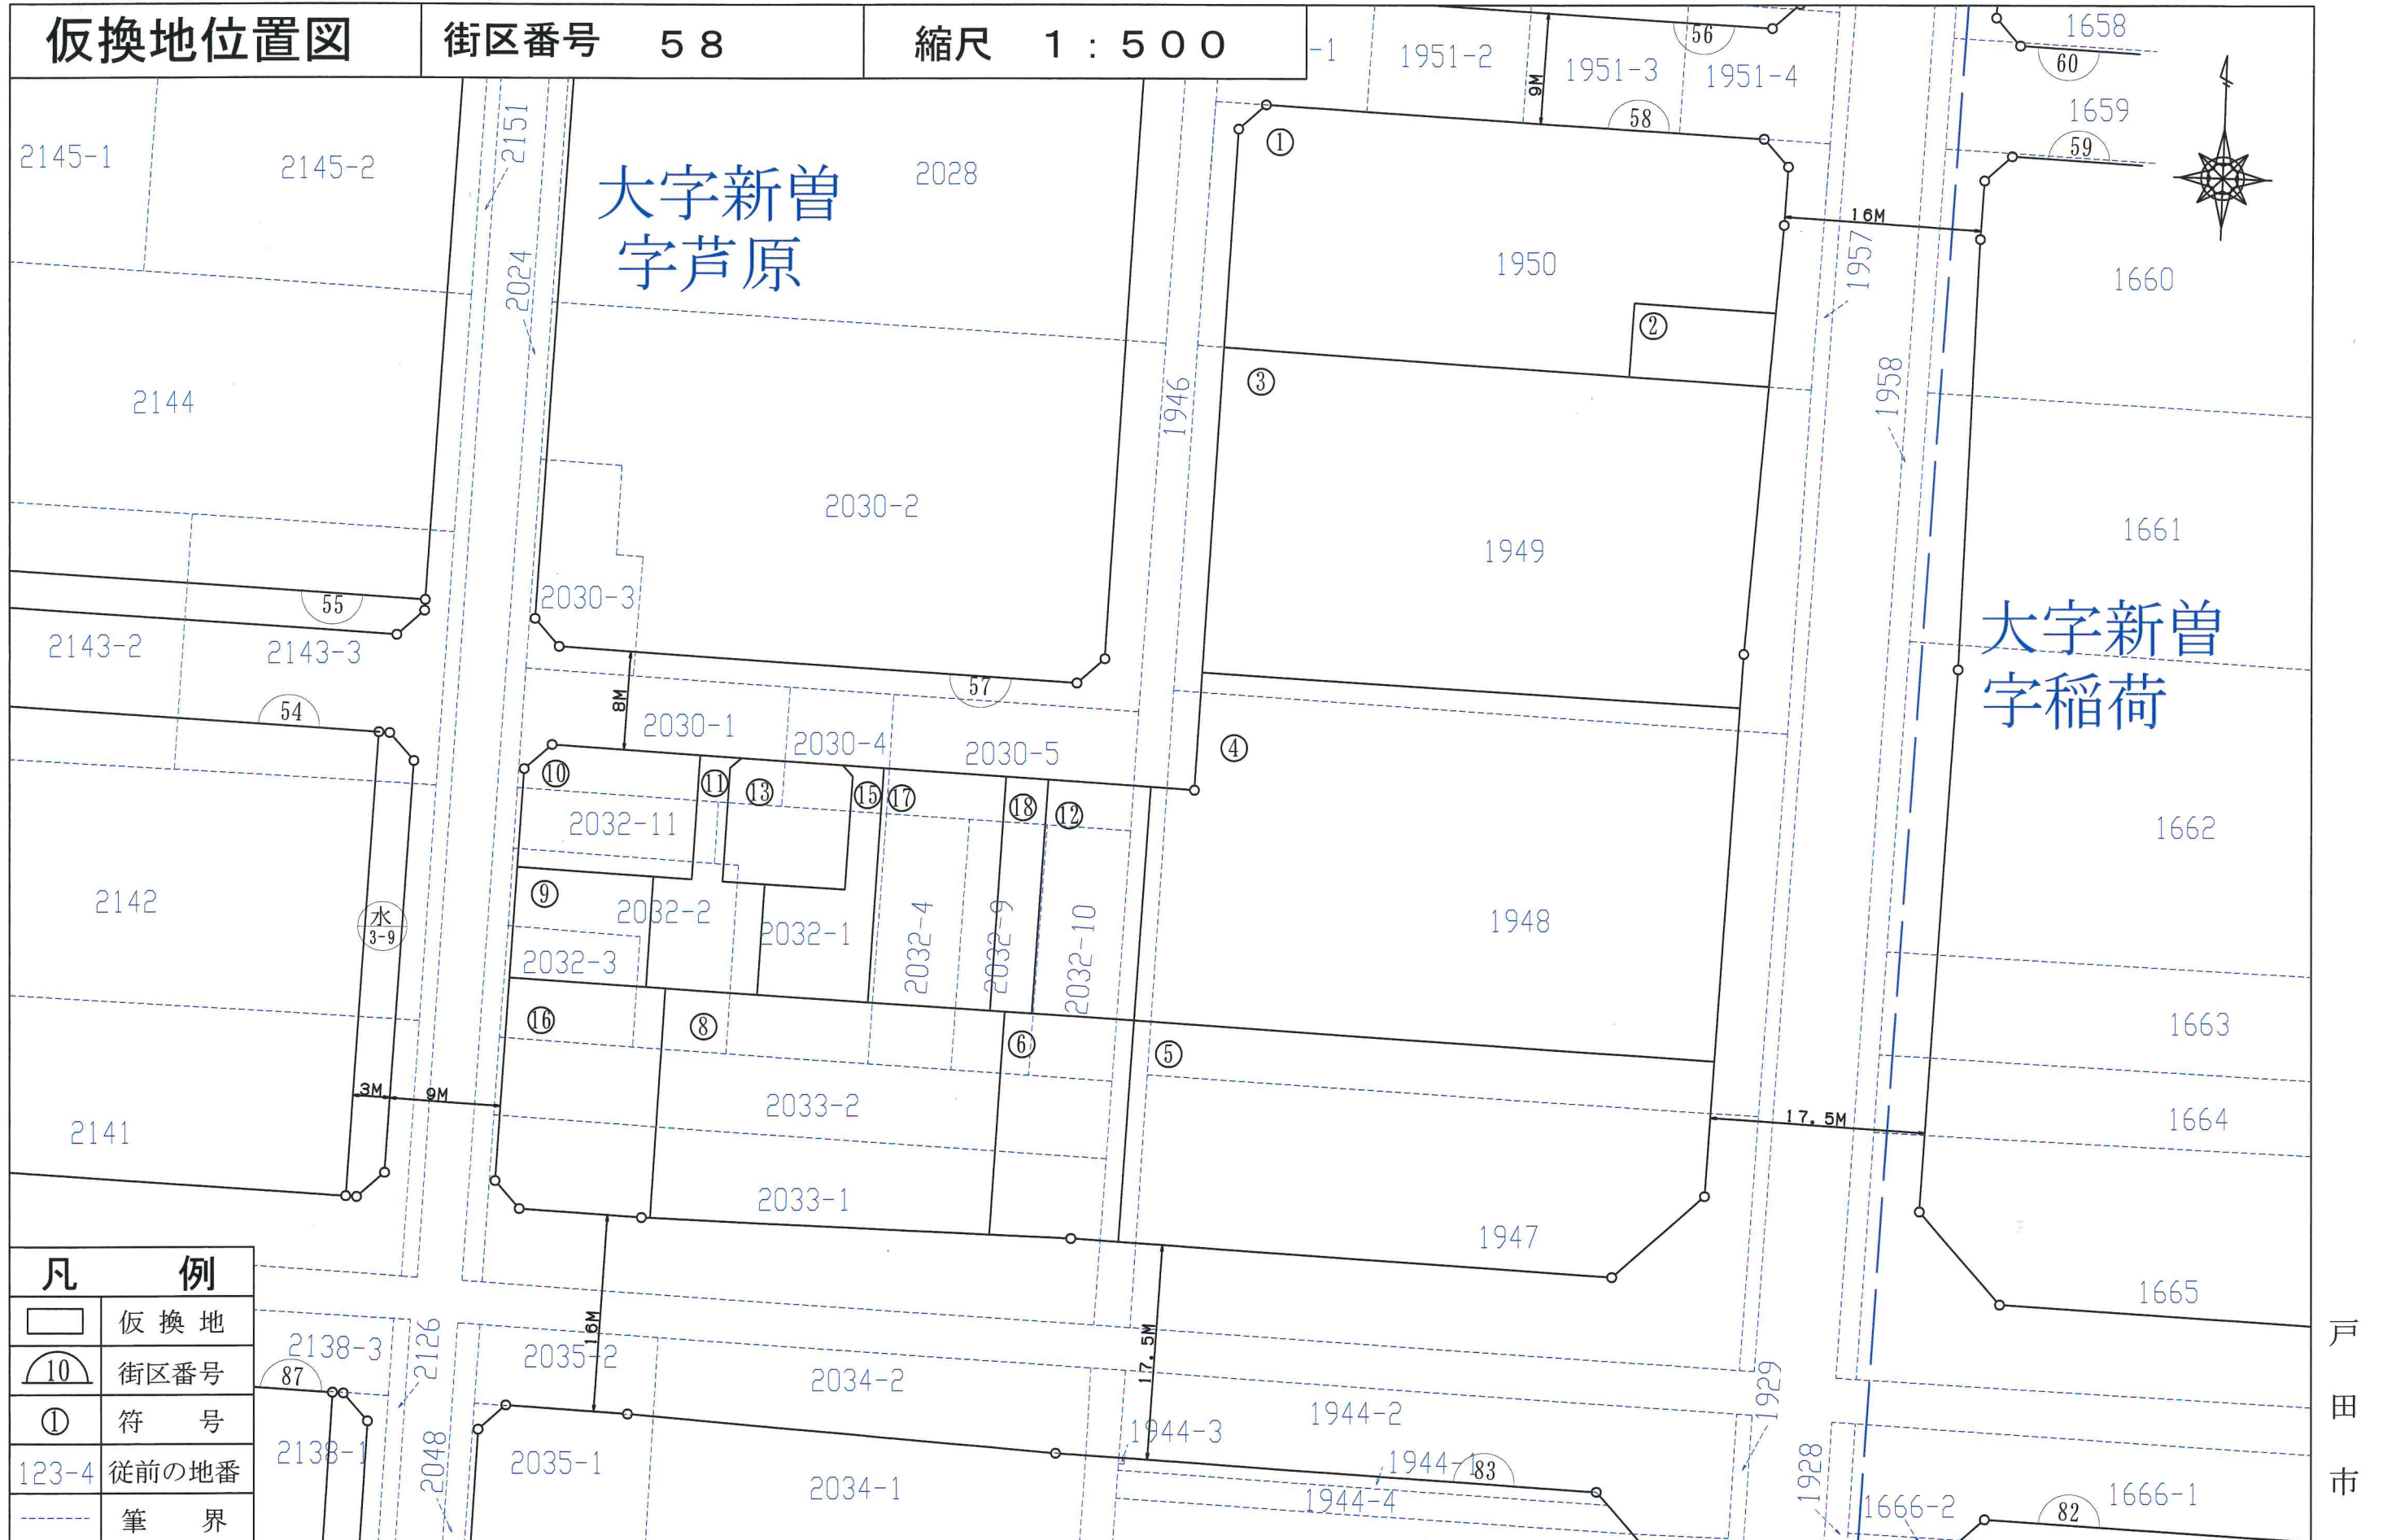 仮換地位置図 街区番号 58 縮尺 1:500
-1 1951-2 9M 1951-3 56 1951-4 1658
60
1659
58
59
①
2145-1 2145-2 2151 2028
大字新曽
字芦原
16M
2024 1950 1957 1660
②
③
2144 1946 1958
2030-2 1949 1661
2030-3
55
大字新曽
字稲荷
2143-2 2143-3
57
54 8M 2030-1 2030-4 2030-5 ④
⑩ ⑪ ⑬ ⑮ ⑰ ⑱ ⑫
2032-11 1662
⑨
2142 水 2032-2 2032-1 2032-4 2032-9 2032-10 1948
3-9
2032-3
⑯ ⑧ ⑥ ⑤ 1663
3M 9M 2033-2 17.5M 1664
2141
2033-1 1947
1665
凡 例
仮換地
10 街区番号
① 符 号
123-4 従前の地番
筆 界
2138-3 2126 2035-2 16M 2034-2 17.5M 1944-2 1929
87
2138-1 2048 2035-1 2034-1 1944-3 1944-1 83 1944-4 1928 1666-2 82 1666-1
戸田市